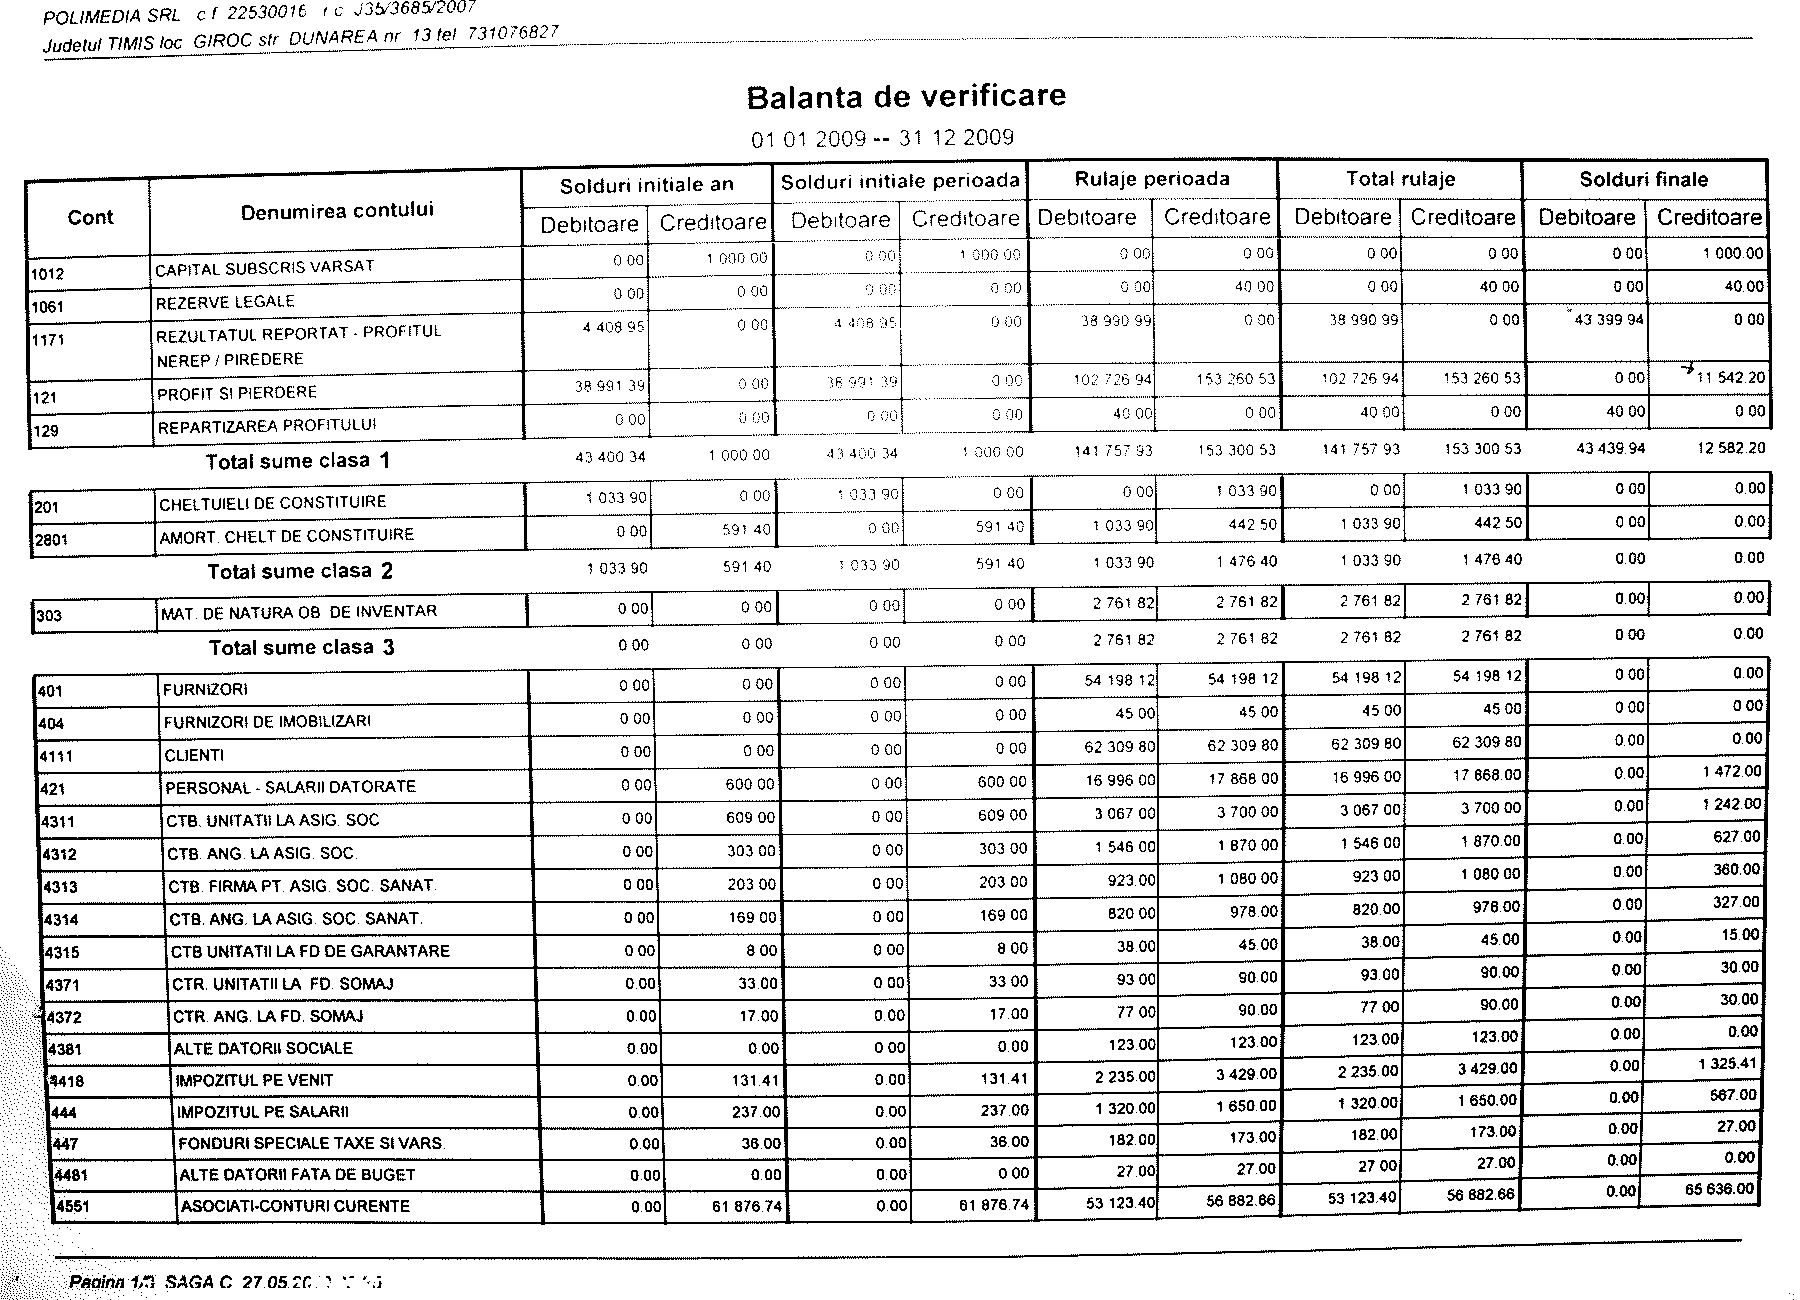 POLIMEDIA SRL c f 22530016 r c J35/3685/2007
Judetul TIMIS loc GIROC str DUNAREA nr 13 tel 731076827
Balanta de verificare
01 01 2009 -- 31 12 2009
Cont Denumirea contului Solduri initiale an Solduri initiale perioada Rulaje perioada Total rulaje Solduri finale
Debitoare Creditoare Debitoare Creditoare Debitoare Creditoare Debitoare Creditoare Debitoare Creditoare
1012 CAPITAL SUBSCRIS VARSAT 0 00 1 000 00 0 00 1 000 00 0 00 0 00 0 00 0 00 0 00 1 000.00
1061 REZERVE LEGALE 0 00 0 00 0 00 0 00 0 00 40 00 0 00 40 00 0 00 40.00
1171 REZULTATUL REPORTAT - PROFITUL 4 408 95 0 00 4 408 95 0 00 38 990 99 0 00 38 990 99 0 00 43 399 94 0 00
NEREP / PIREDERE
121 PROFIT SI PIERDERE 38 991 39 0 00 38 991 39 0 00 102 726 94 153 260 53 102 726 94 153 260 53 0 00 11 542.20
129 REPARTIZAREA PROFITULUI 0 00 0 00 0 00 0 00 40 00 0 00 40 00 0 00 40 00 0 00
Total sume clasa 1 43 400 34 1 000 00 43 400 34 1 000 00 141 757 93 153 300 53 141 757 93 153 300 53 43 439.94 12 582.20
201 CHELTUIELI DE CONSTITUIRE 1 033 90 0 00 1 033 90 0 00 0 00 1 033 90 0 00 1 033 90 0 00 0.00
2801 AMORT. CHELT DE CONSTITUIRE 0 00 591 40 0 00 591 40 1 033 90 442 50 1 033 90 442 50 0 00 0.00
Total sume clasa 2 1 033 90 591 40 1 033 90 591 40 1 033 90 1 476 40 1 033 90 1 476 40 0.00 0.00
303 MAT. DE NATURA OB DE INVENTAR 0 00 0 00 0 00 0 00 2 761 82 2 761 82 2 761 82 2 761 82 0.00 0.00
Total sume clasa 3 0 00 0 00 0 00 0 00 2 761 82 2 761 82 2 761 82 2 761 82 0 00 0.00
401 FURNIZORI 0 00 0 00 0 00 0 00 54 198 12 54 198 12 54 198 12 54 198 12 0 00 0.00
404 FURNIZORI DE IMOBILIZARI 0 00 0 00 0 00 0 00 45 00 45 00 45 00 45 00 0 00 0 00
4111 CLIENTI 0 00 0 00 0 00 0 00 62 309 80 62 309 80 62 309 80 62 309 80 0.00 0.00
421 PERSONAL - SALARII DATORATE 0 00 600 00 0 00 600 00 16 996 00 17 868 00 16 996 00 17 868.00 0.00 1 472.00
4311 CTB. UNITATII LA ASIG. SOC 0 00 609 00 0 00 609 00 3 067 00 3 700 00 3 067 00 3 700 00 0.00 1 242.00
4312 CTB. ANG. LA ASIG. SOC. 0 00 303 00 0 00 303 00 1 546 00 1 870 00 1 546 00 1 870.00 0.00 627.00
4313 CTB. FIRMA PT. ASIG. SOC. SANAT. 0 00 203 00 0 00 203 00 923.00 1 080 00 923 00 1 080 00 0 00 360.00
4314 CTB. ANG. LA ASIG. SOC. SANAT. 0 00 169 00 0 00 169 00 820 00 978.00 820.00 978.00 0.00 327.00
4315 CTB UNITATII LA FD DE GARANTARE 0 00 8 00 0 00 8 00 38 00 45.00 38.00 45.00 0.00 15.00
4371 CTR. UNITATII LA FD. SOMAJ 0 00 33.00 0 00 33 00 93 00 90.00 93.00 90.00 0.00 30.00
4372 CTR. ANG. LA FD. SOMAJ 0.00 17.00 0.00 17.00 77 00 90.00 77 00 90.00 0.00 30.00
4381 ALTE DATORII SOCIALE 0.00 0.00 0 00 0.00 123.00 123.00 123.00 123.00 0.00 0.00
4418 IMPOZITUL PE VENIT 0.00 131.41 0.00 131.41 2 235.00 3 429.00 2 235.00 3 429.00 0.00 1 325.41
444 IMPOZITUL PE SALARII 0.00 237.00 0.00 237.00 1 320.00 1 650.00 1 320.00 1 650.00 0.00 567.00
447 FONDURI SPECIALE TAXE SI VARS 0.00 36 00 0.00 36.00 182.00 173.00 182.00 173.00 0.00 27.00
4481 ALTE DATORII FATA DE BUGET 0.00 0.00 0.00 0 00 27.00 27.00 27 00 27.00 0.00 0.00
4551 ASOCIATI-CONTURI CURENTE 0.00 61 876.74 0 00 61 876.74 53 123.40 56 882.66 53 123.40 56 882.66 0.00 65 636.00
Pagina 1/3 SAGA C 27.05